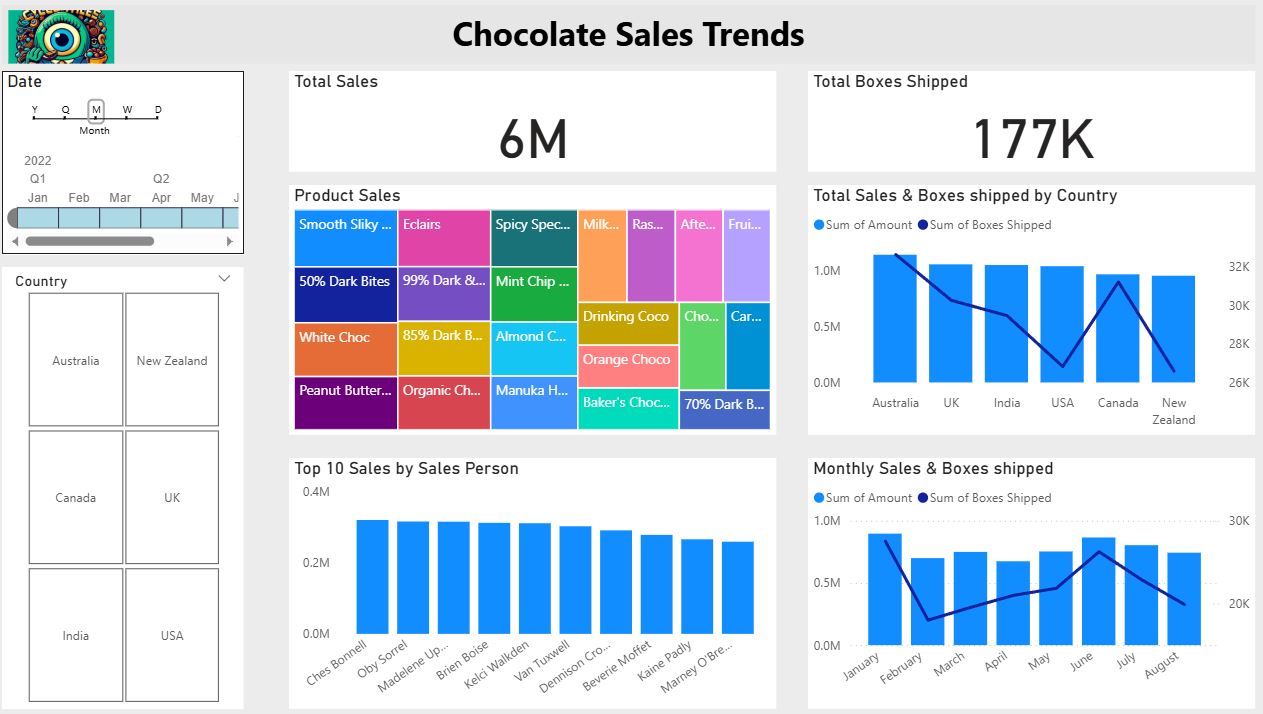 Chocolate Sales Trends
Date
Y Q M W D
Month
2022
Q1 Q2
Jan Feb Mar Apr May J
Country
Australia New Zealand
Canada UK
India USA
Total Sales
6M
Total Boxes Shipped
177K
Product Sales
Smooth Sliky ...
50% Dark Bites
White Choc
Peanut Butter...
Eclairs
99% Dark &...
85% Dark B...
Organic Ch...
Spicy Spec...
Mint Chip ...
Almond C...
Manuka H...
Milk...
Ras...
Afte...
Frui...
Drinking Coco
Orange Choco
Baker's Choc...
Cho...
Car...
70% Dark B...
Total Sales & Boxes shipped by Country
Sum of Amount Sum of Boxes Shipped
1.0M
0.5M
0.0M
32K
30K
28K
26K
Australia UK India USA Canada New
Zealand
Top 10 Sales by Sales Person
0.4M
0.2M
0.0M
Ches Bonnell
Oby Sorrel
Madelene Up...
Brien Boise
Kelci Walkden
Van Tuxwell
Dennison Cro...
Beverie Moffet
Kaine Padly
Marney O'Bre...
Monthly Sales & Boxes shipped
Sum of Amount Sum of Boxes Shipped
1.0M
0.5M
0.0M
30K
20K
January
February
March
April
May
June
July
August